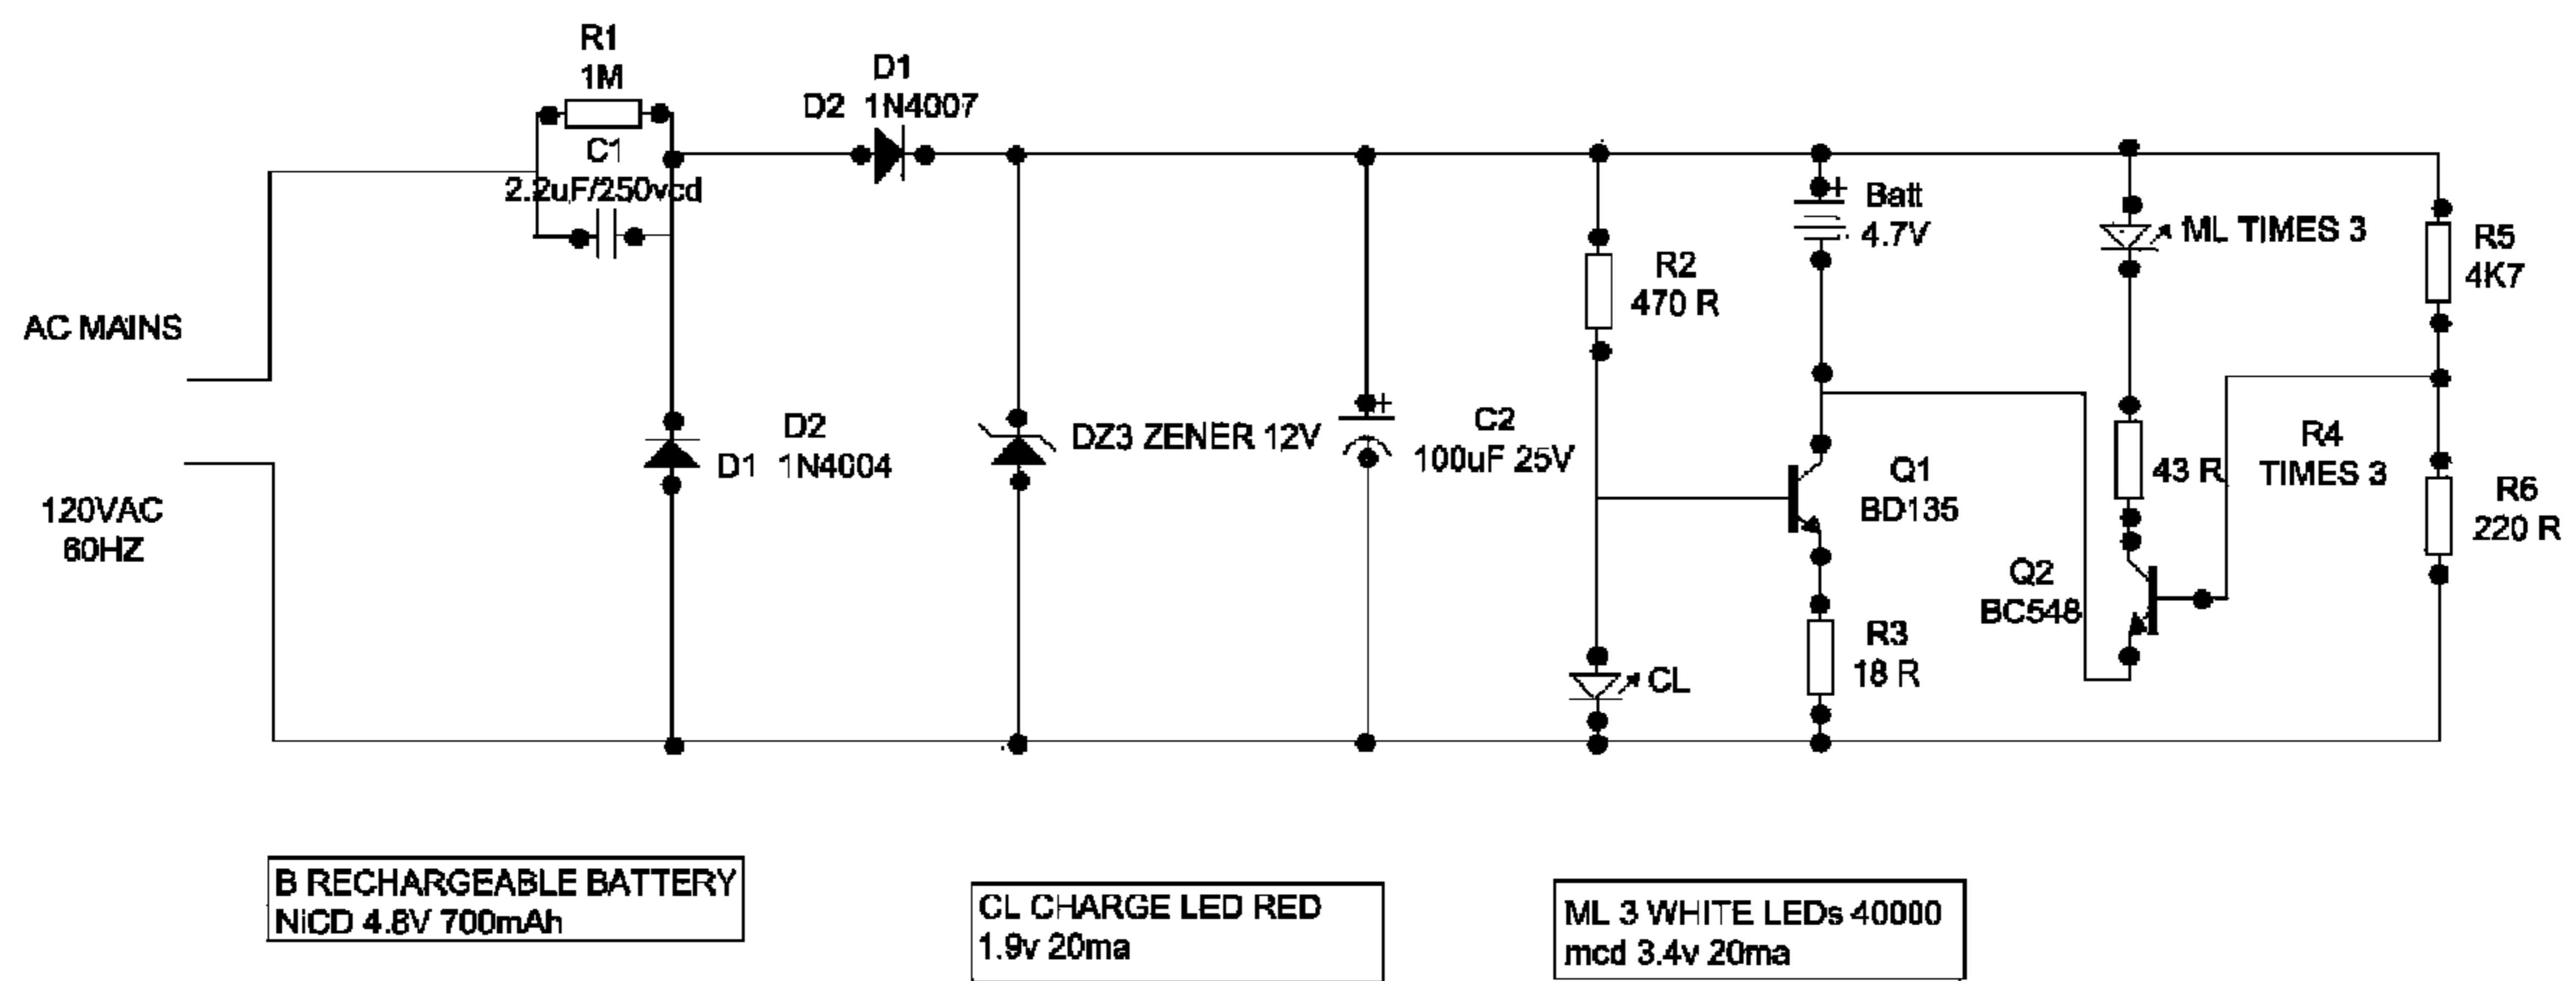 R1
1M
C1
2.2uF/250vcd
D1
D2 1N4007
AC MAINS
120VAC
60HZ
D2
D1 1N4004
DZ3 ZENER 12V
+
C2
100uF 25V
R2
470 R
CL
+
Batt
4.7V
Q1
BD135
R3
18 R
ML TIMES 3
43 R
R4
TIMES 3
Q2
BC548
R5
4K7
R6
220 R
B RECHARGEABLE BATTERY
NiCD 4.8V 700mAh
CL CHARGE LED RED
1.9v 20ma
ML 3 WHITE LEDs 40000
mcd 3.4v 20ma